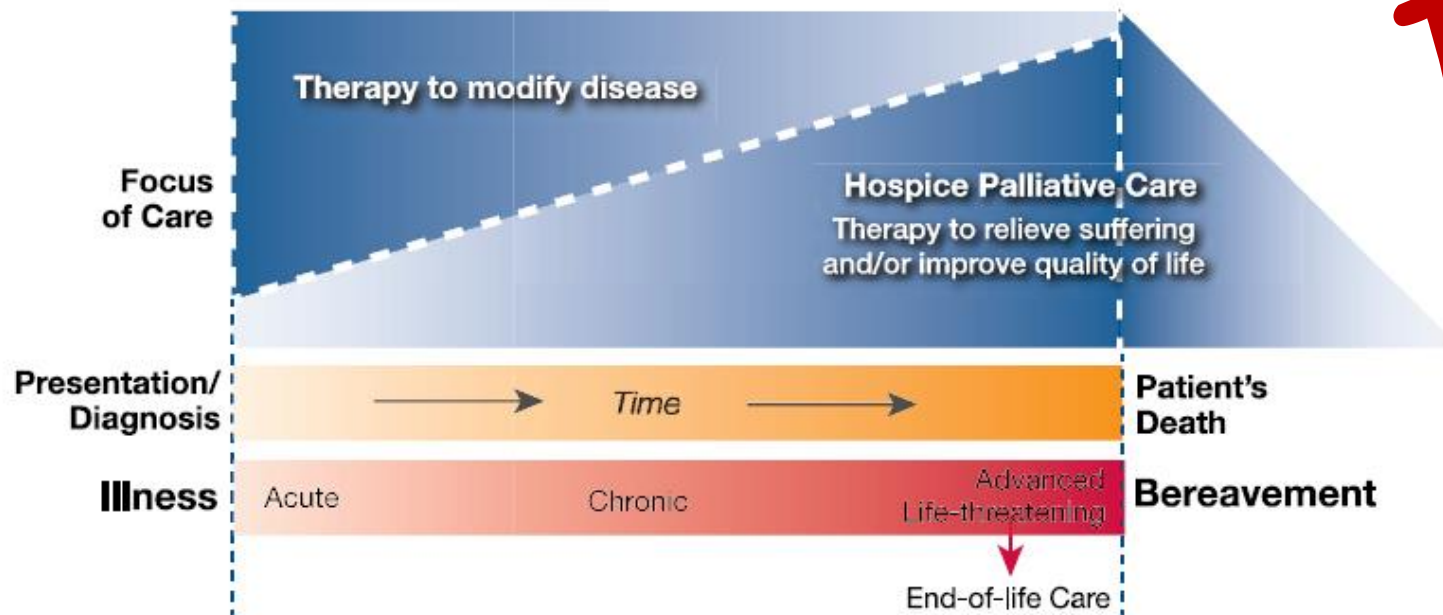 Therapy to modify disease
Focus
of Care
Hospice Palliative Care
Therapy to relieve suffering
and/or improve quality of life
Presentation/
Diagnosis
Time
Patient's
Death
Illness
Acute
Chronic
Advanced
Life-threatening
Bereavement
End-of-life Care